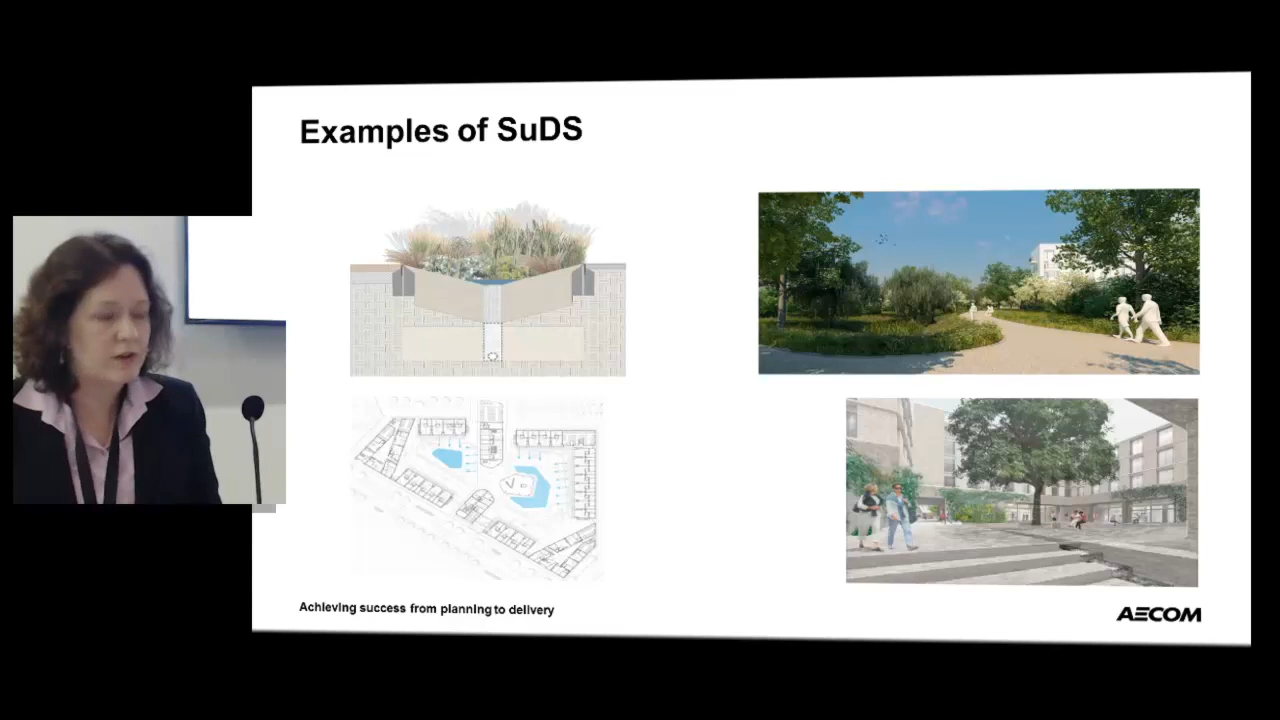 Examples of SuDS
Achieving success from planning to delivery
AECOM